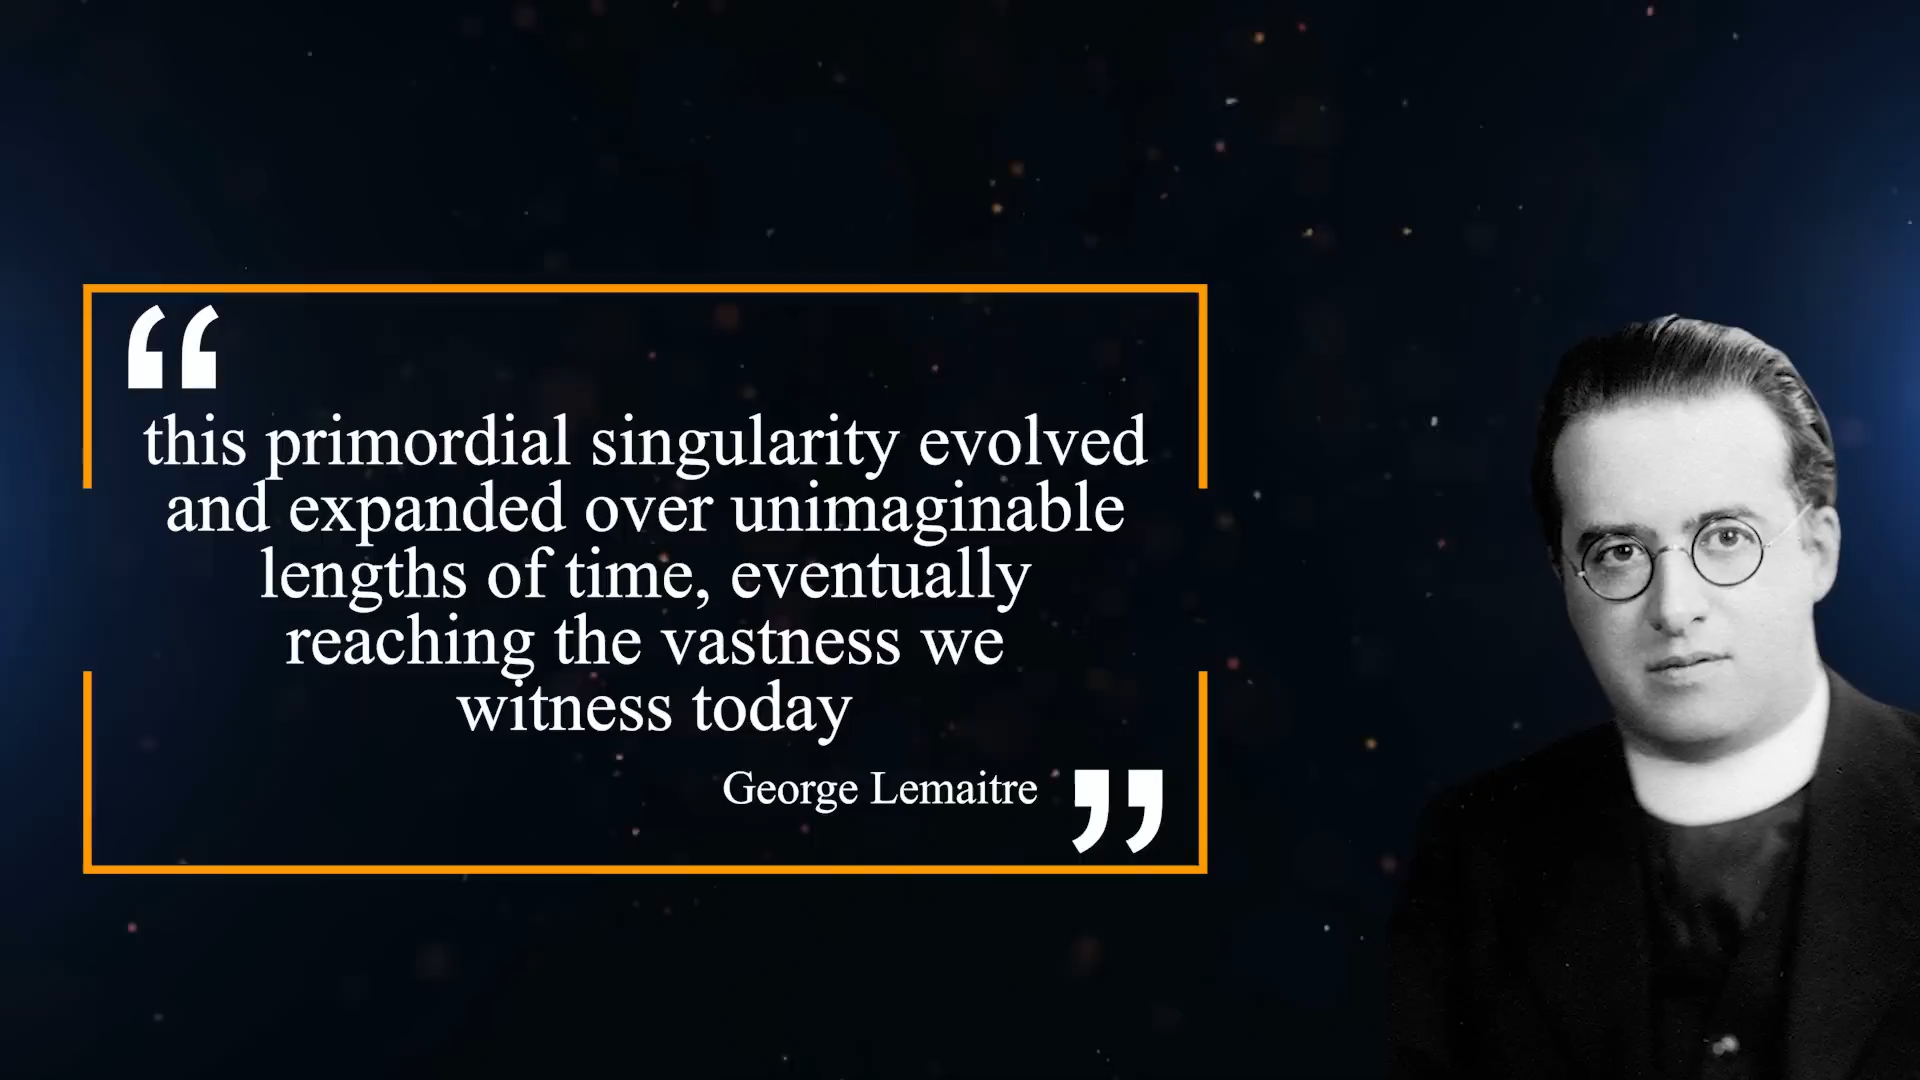 “
this primordial singularity evolved
and expanded over unimaginable
lengths of time, eventually
reaching the vastness we
witness today
George Lemaitre ”